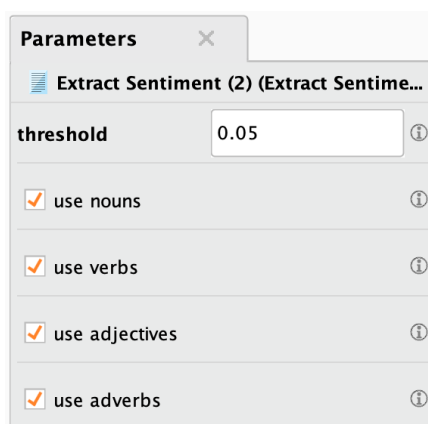 Parameters
Extract Sentiment (2) (Extract Sentime...
threshold 0.05
use nouns
use verbs
use adjectives
use adverbs